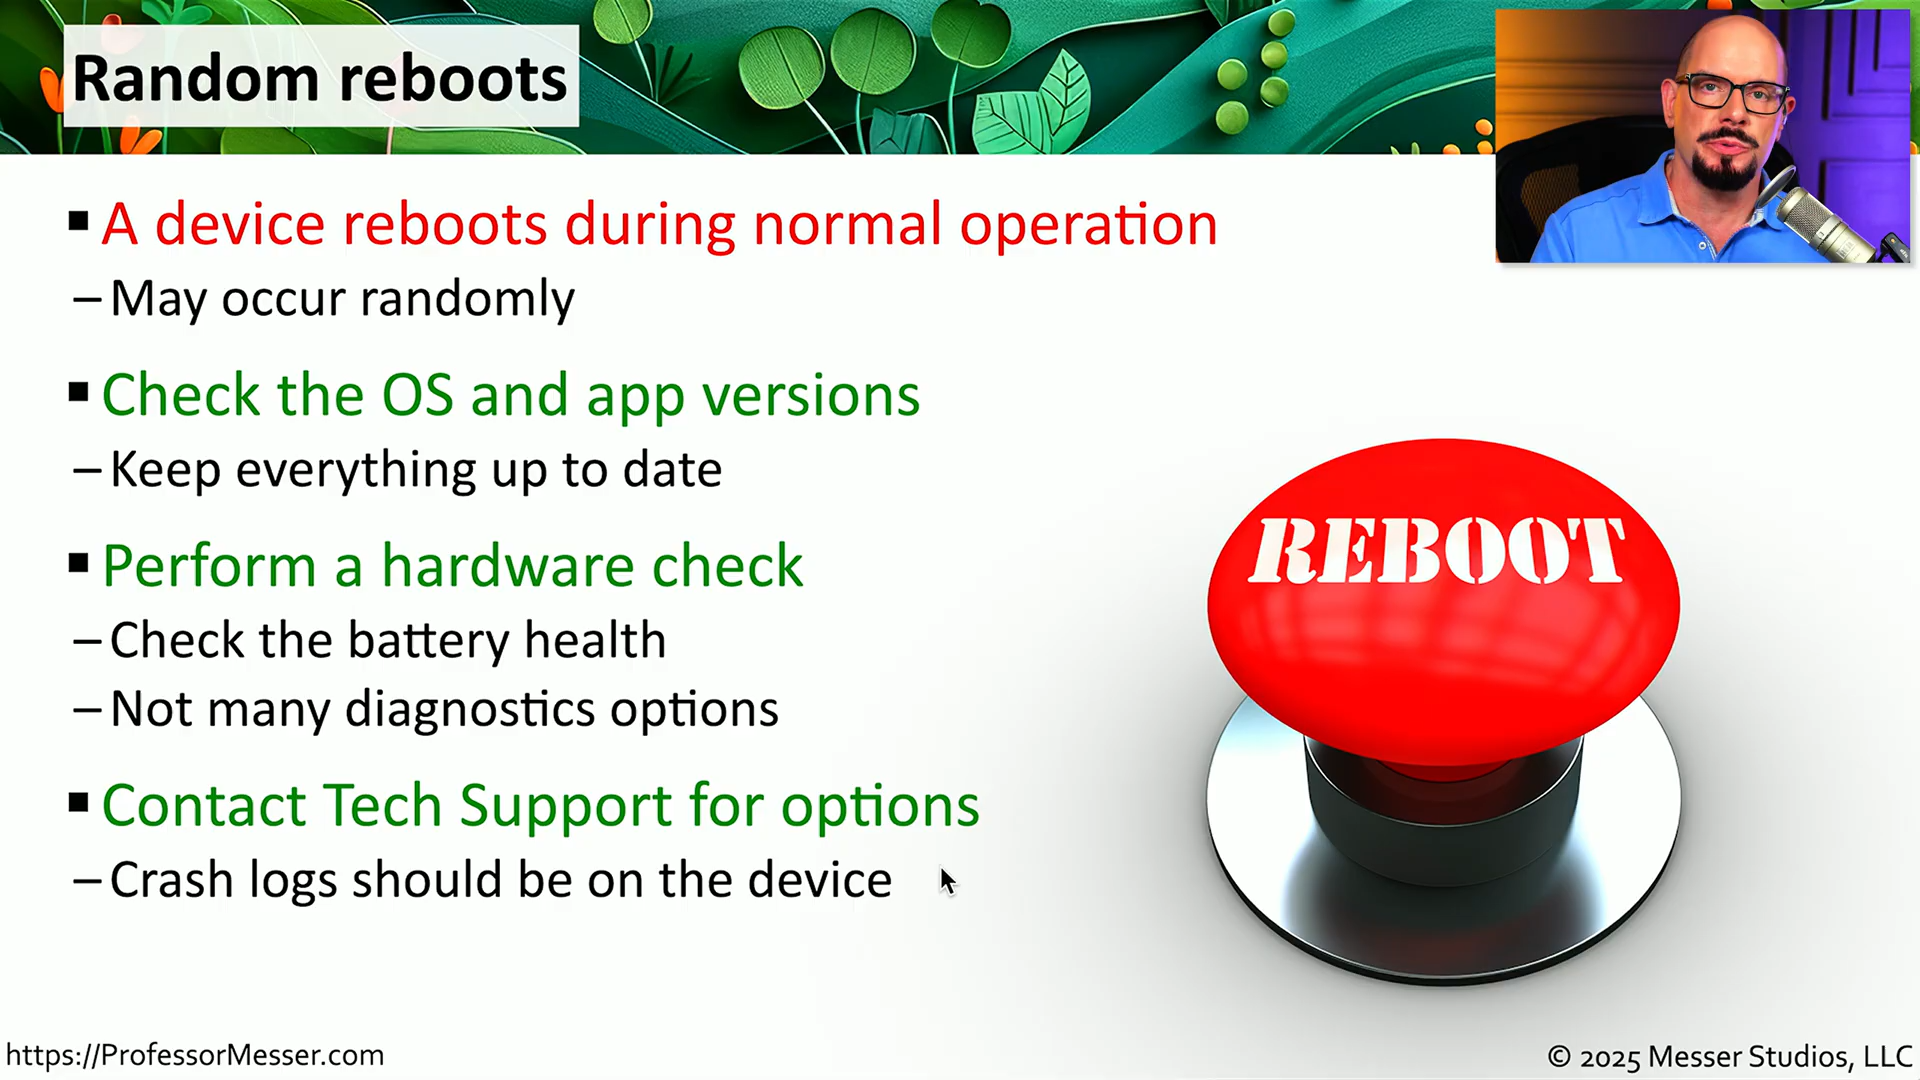 Random reboots
▪ A device reboots during normal operation
– May occur randomly
▪ Check the OS and app versions
– Keep everything up to date
▪ Perform a hardware check
– Check the battery health
– Not many diagnostics options
▪ Contact Tech Support for options
– Crash logs should be on the device
REBOOT
https://ProfessorMesser.com
© 2025 Messer Studios, LLC